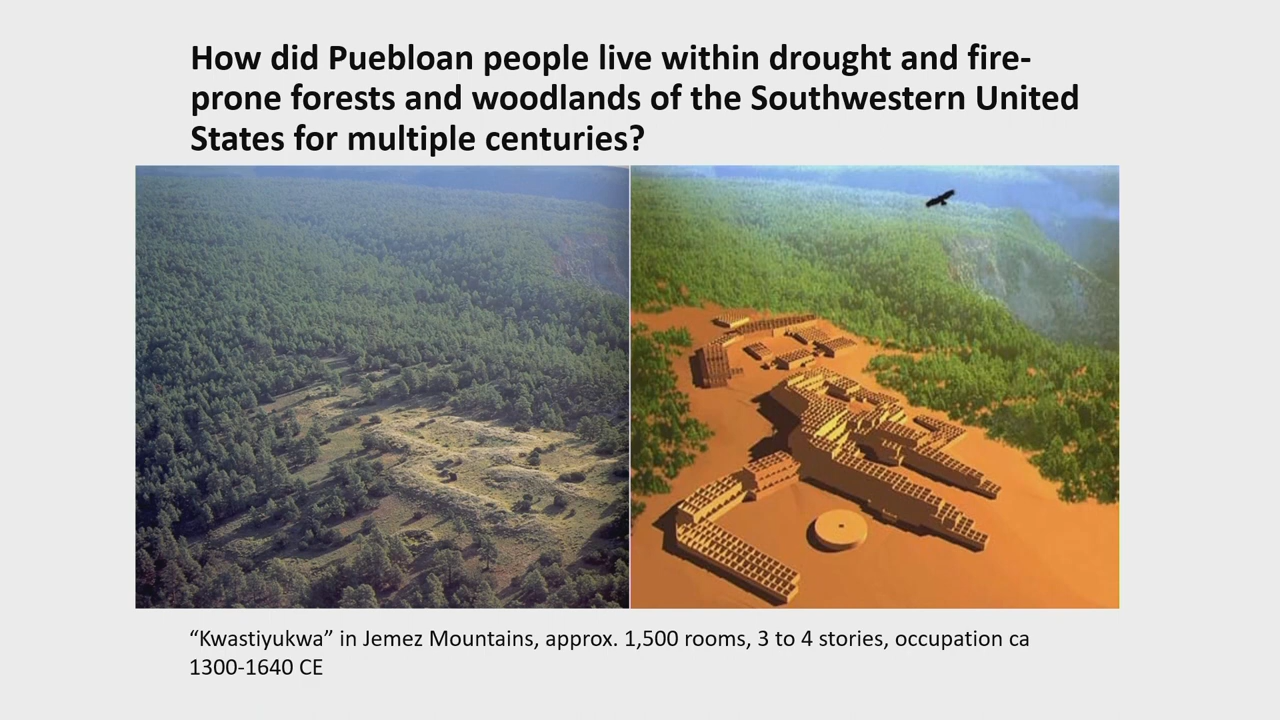 How did Puebloan people live within drought and fire-
prone forests and woodlands of the Southwestern United
States for multiple centuries?
“Kwastiyukwa” in Jemez Mountains, approx. 1,500 rooms, 3 to 4 stories, occupation ca
1300-1640 CE